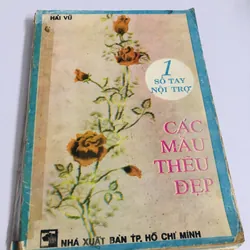 HẢI VŨ
1
SỔ TAY
NỘI TRỢ
CÁC
MẪU
THÊU
ĐẸP
NHÀ XUẤT BẢN TP. HỒ CHÍ MINH